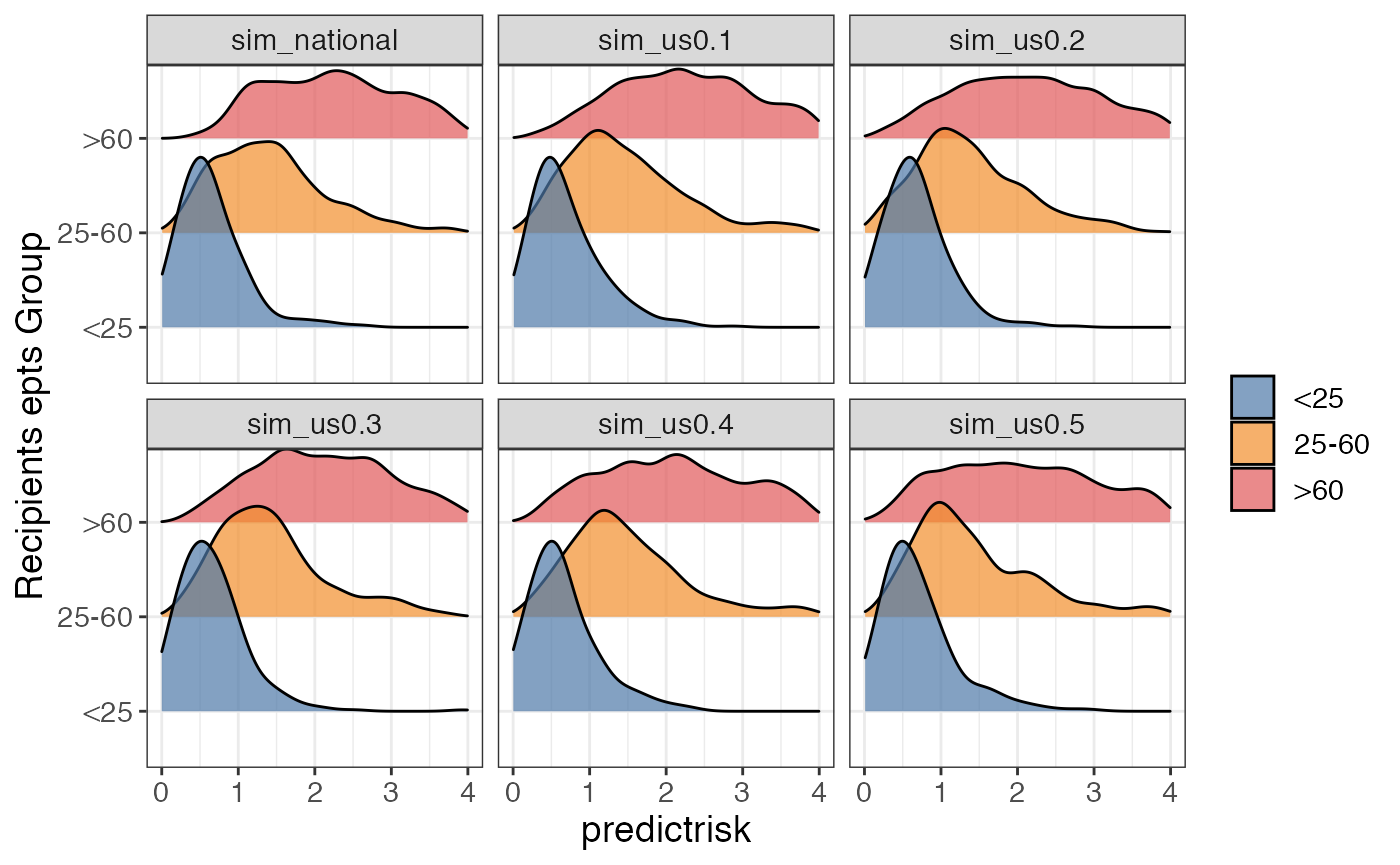 sim_national sim_us0.1 sim_us0.2
>60
25-60
<25
sim_us0.3 sim_us0.4 sim_us0.5
>60
25-60
<25
0 1 2 3 4 0 1 2 3 4 0 1 2 3 4
predictrisk
Recipients epts Group
<25
25-60
>60